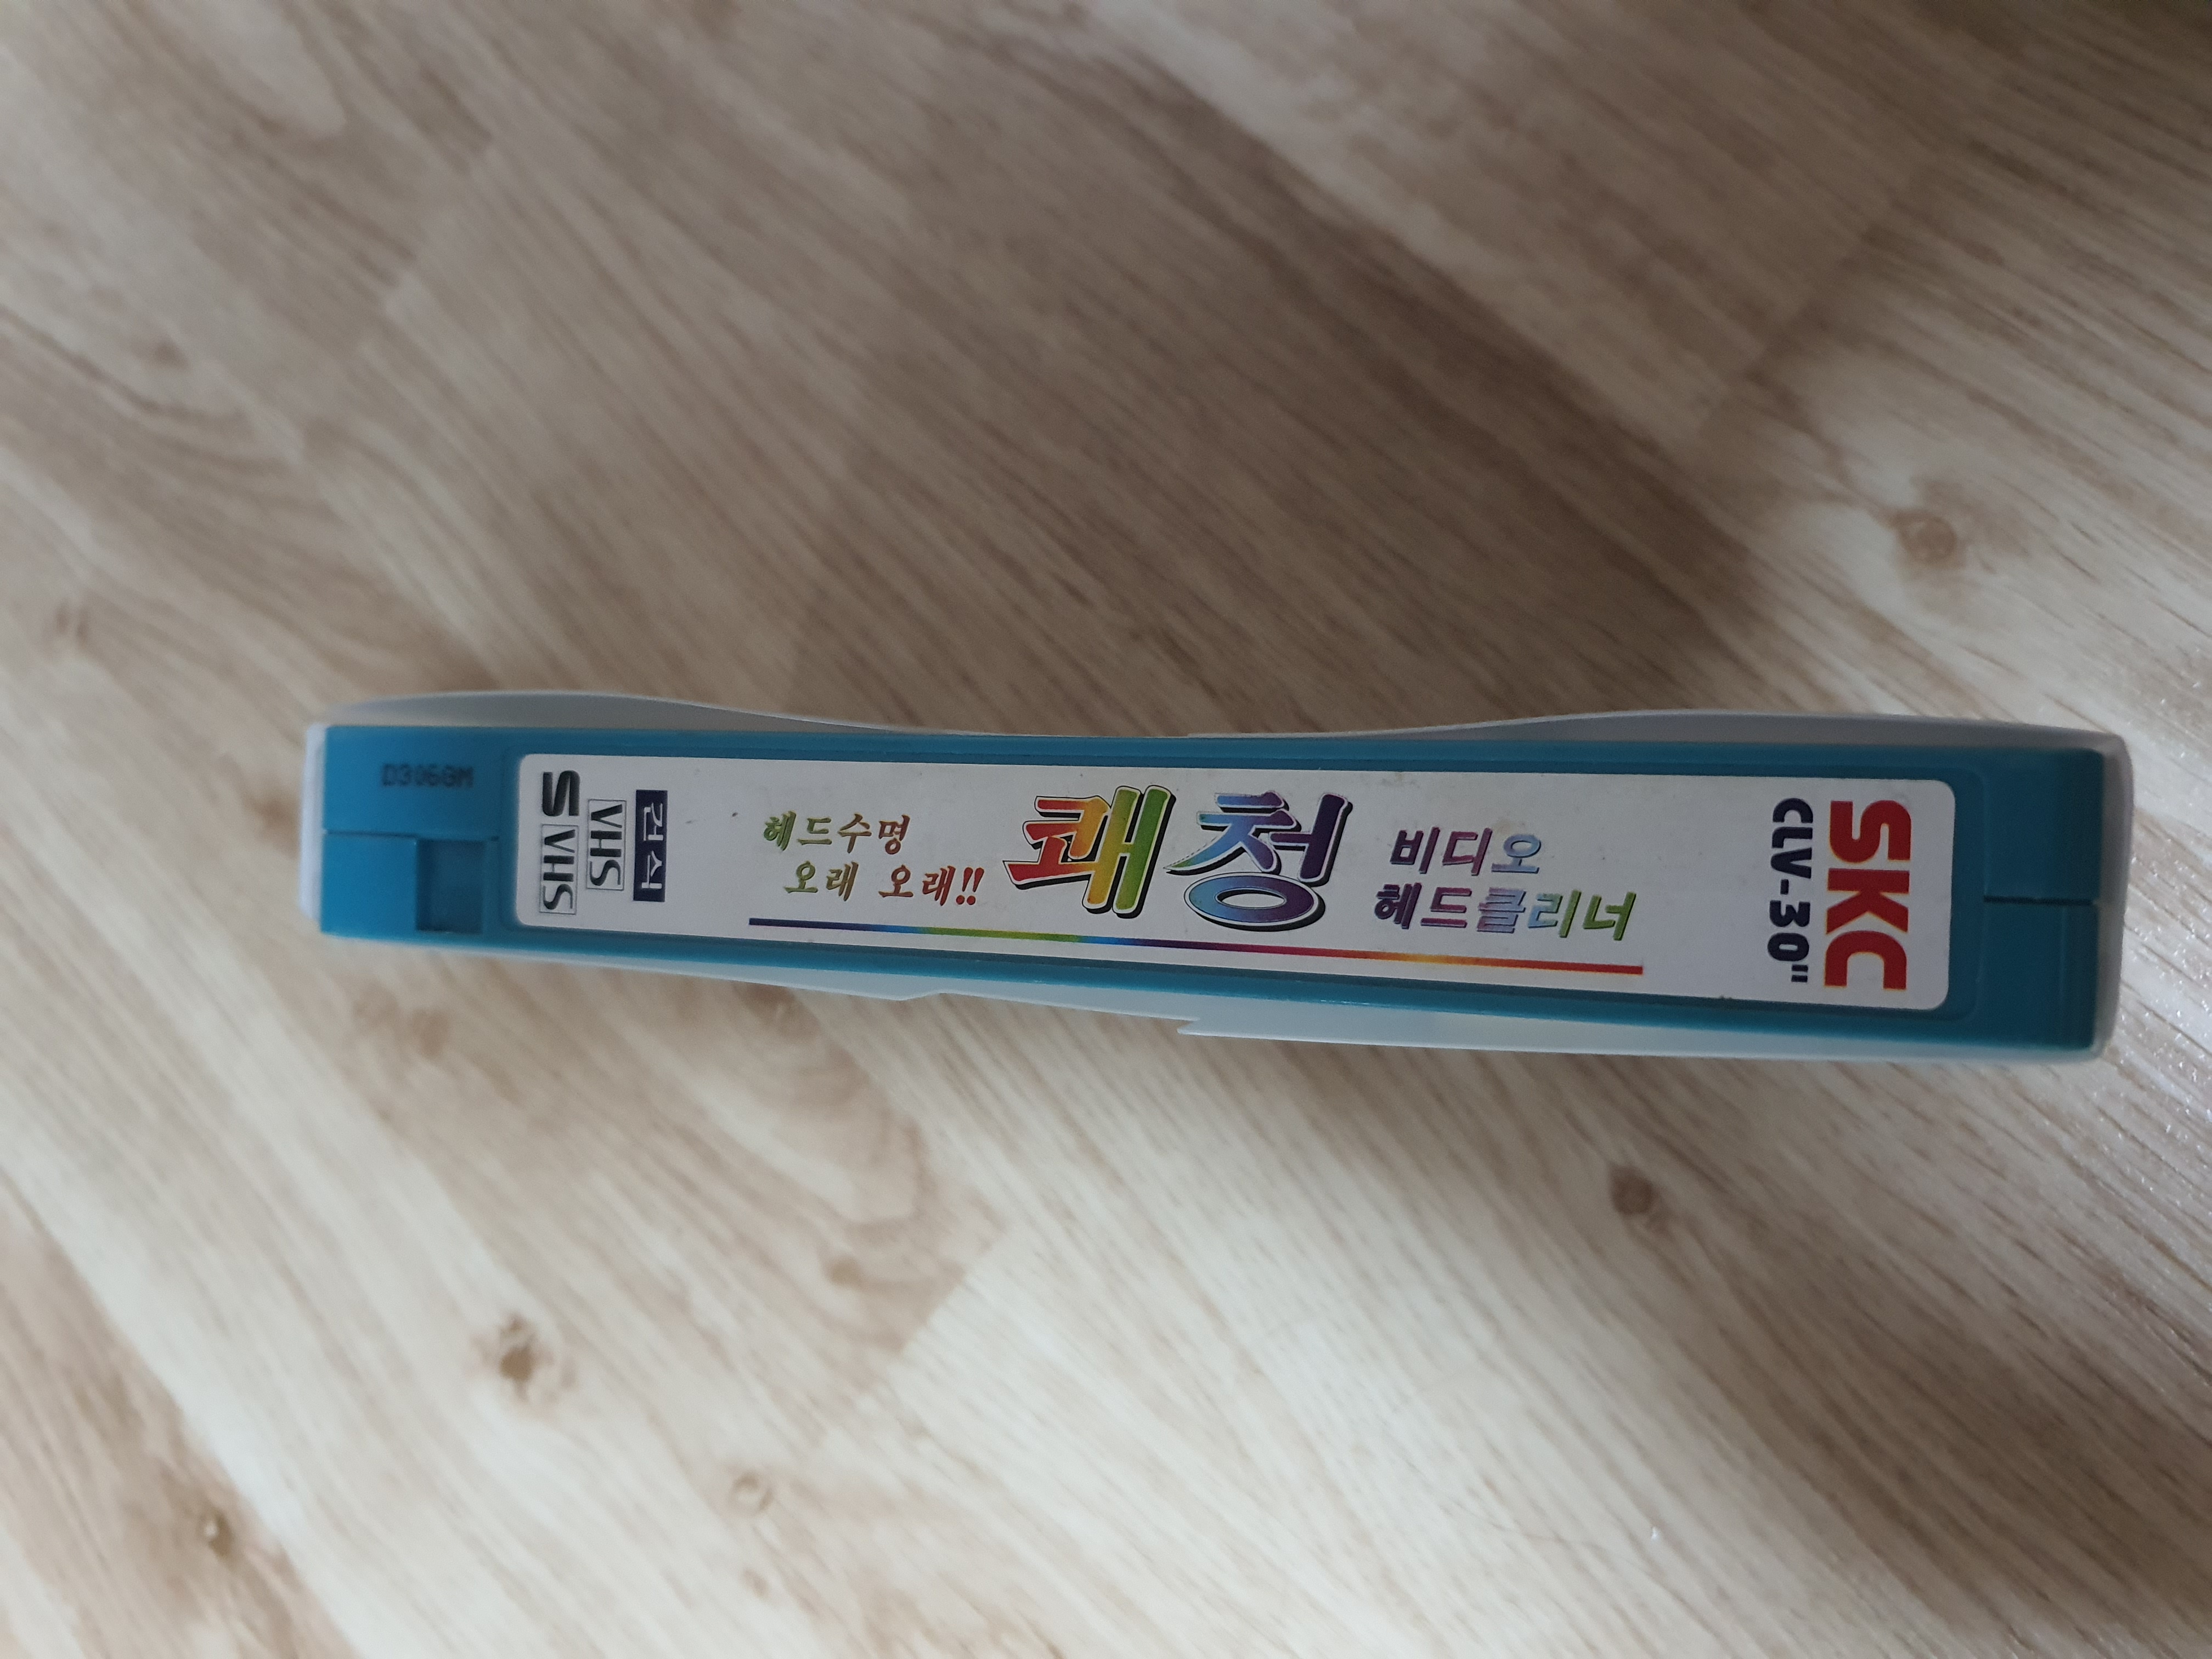 D3068M
S VHS
VHS
건식
헤드수명
오래 오래!!
쾌청
비디오
헤드클리너
SKC
CLV-30"